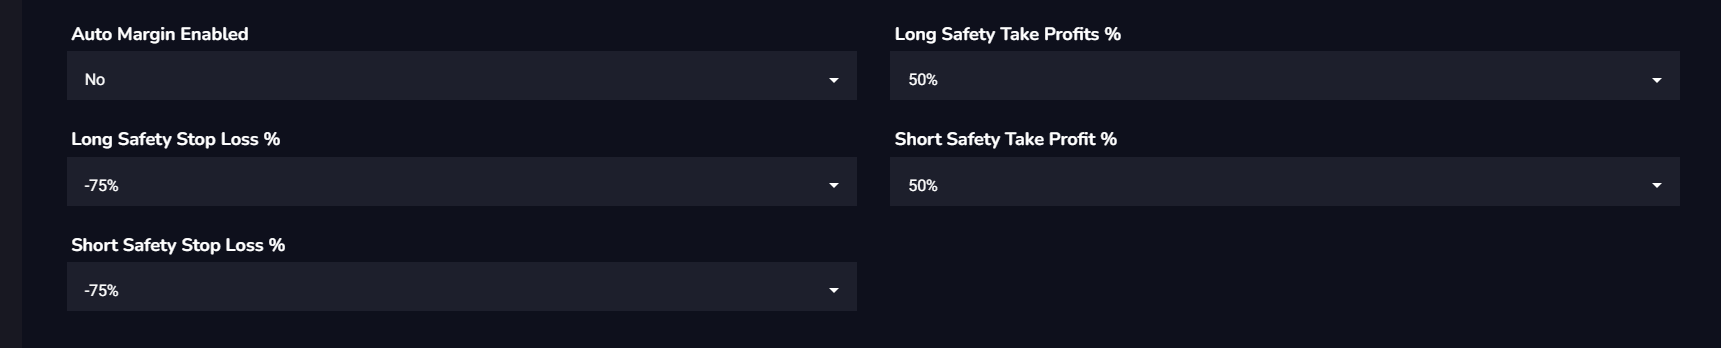 Auto Margin Enabled
No
Long Safety Take Profits %
50%
Long Safety Stop Loss %
-75%
Short Safety Take Profit %
50%
Short Safety Stop Loss %
-75%